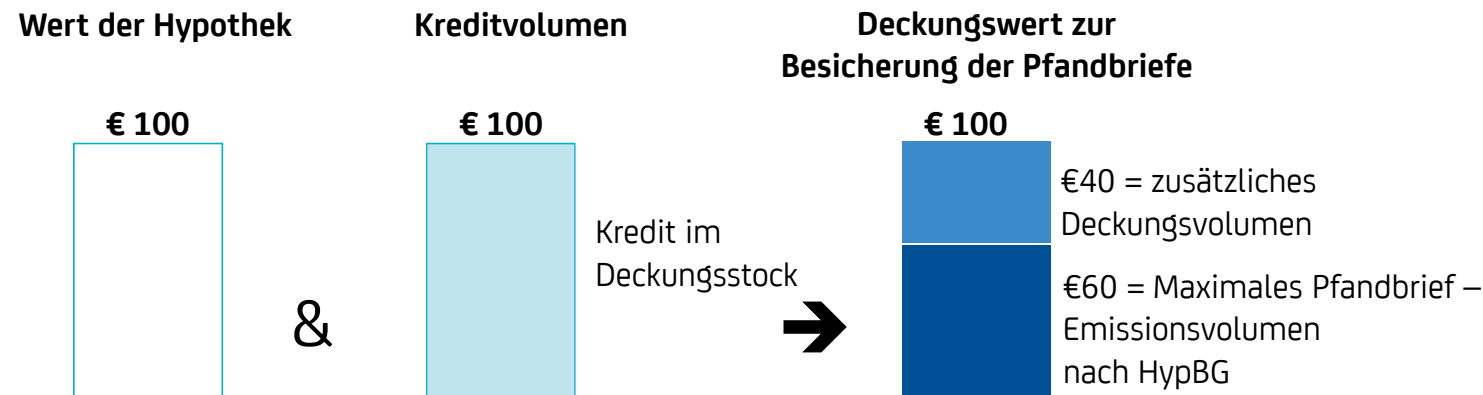 Wert der Hypothek
Kreditvolumen
Deckungswert zur
Besicherung der Pfandbriefe
€ 100
€ 100
€ 100
&
Kredit im
Deckungsstock
€40 = zusätzliches
Deckungsvolumen
€60 = Maximales Pfandbrief –
Emissionsvolumen
nach HypBG